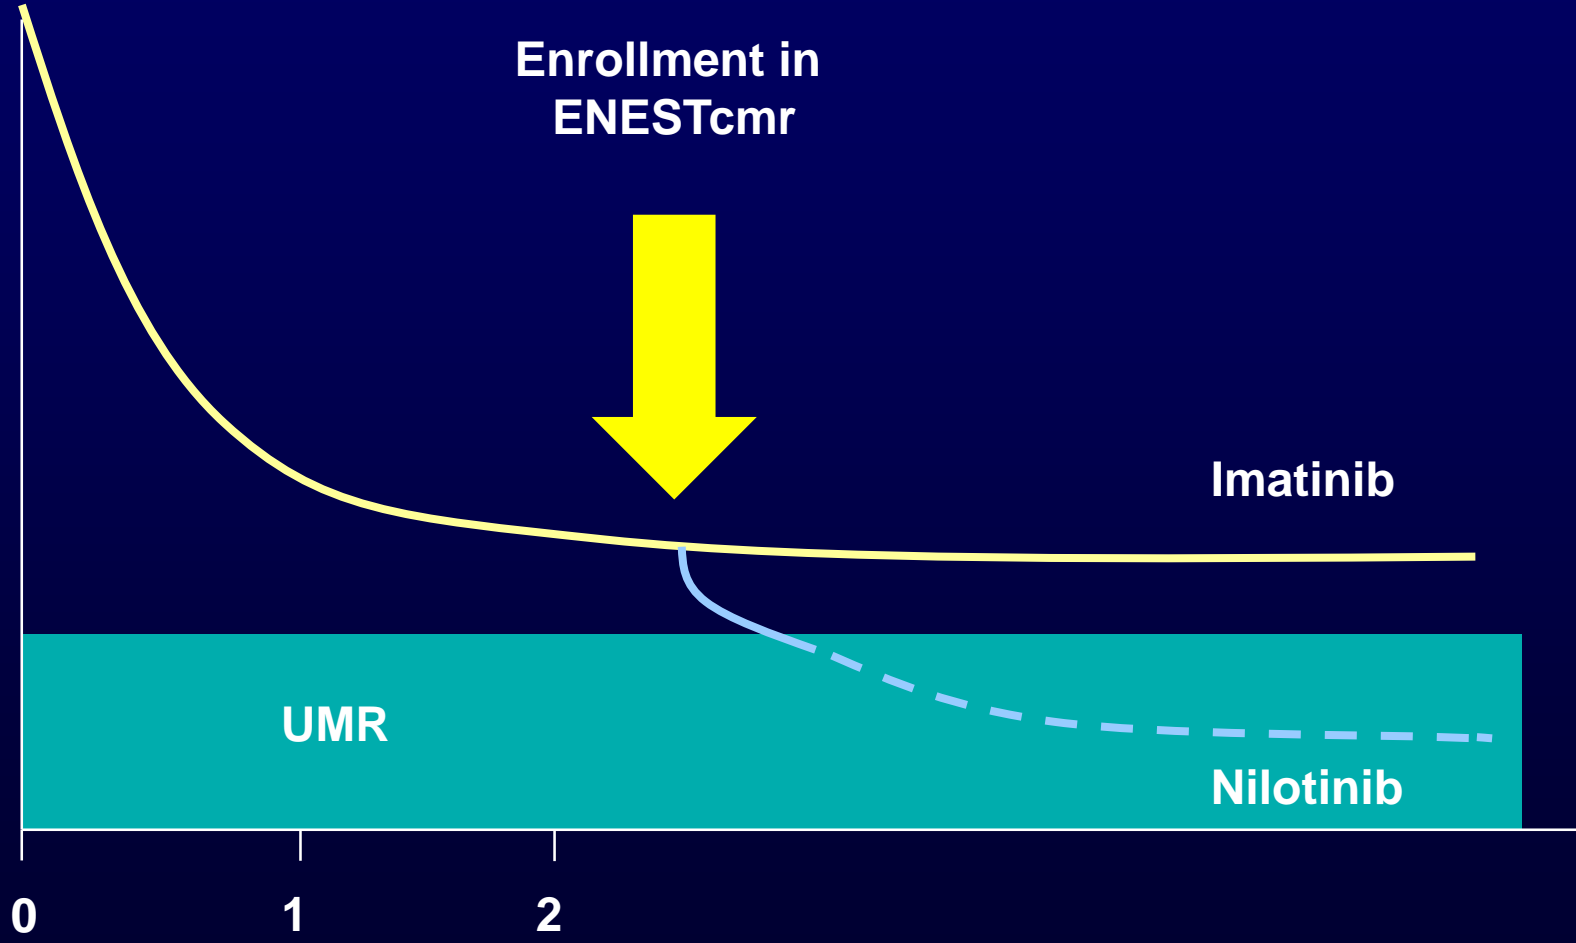 Enrollment in
ENESTcmr
Imatinib
UMR
Nilotinib
0 1 2